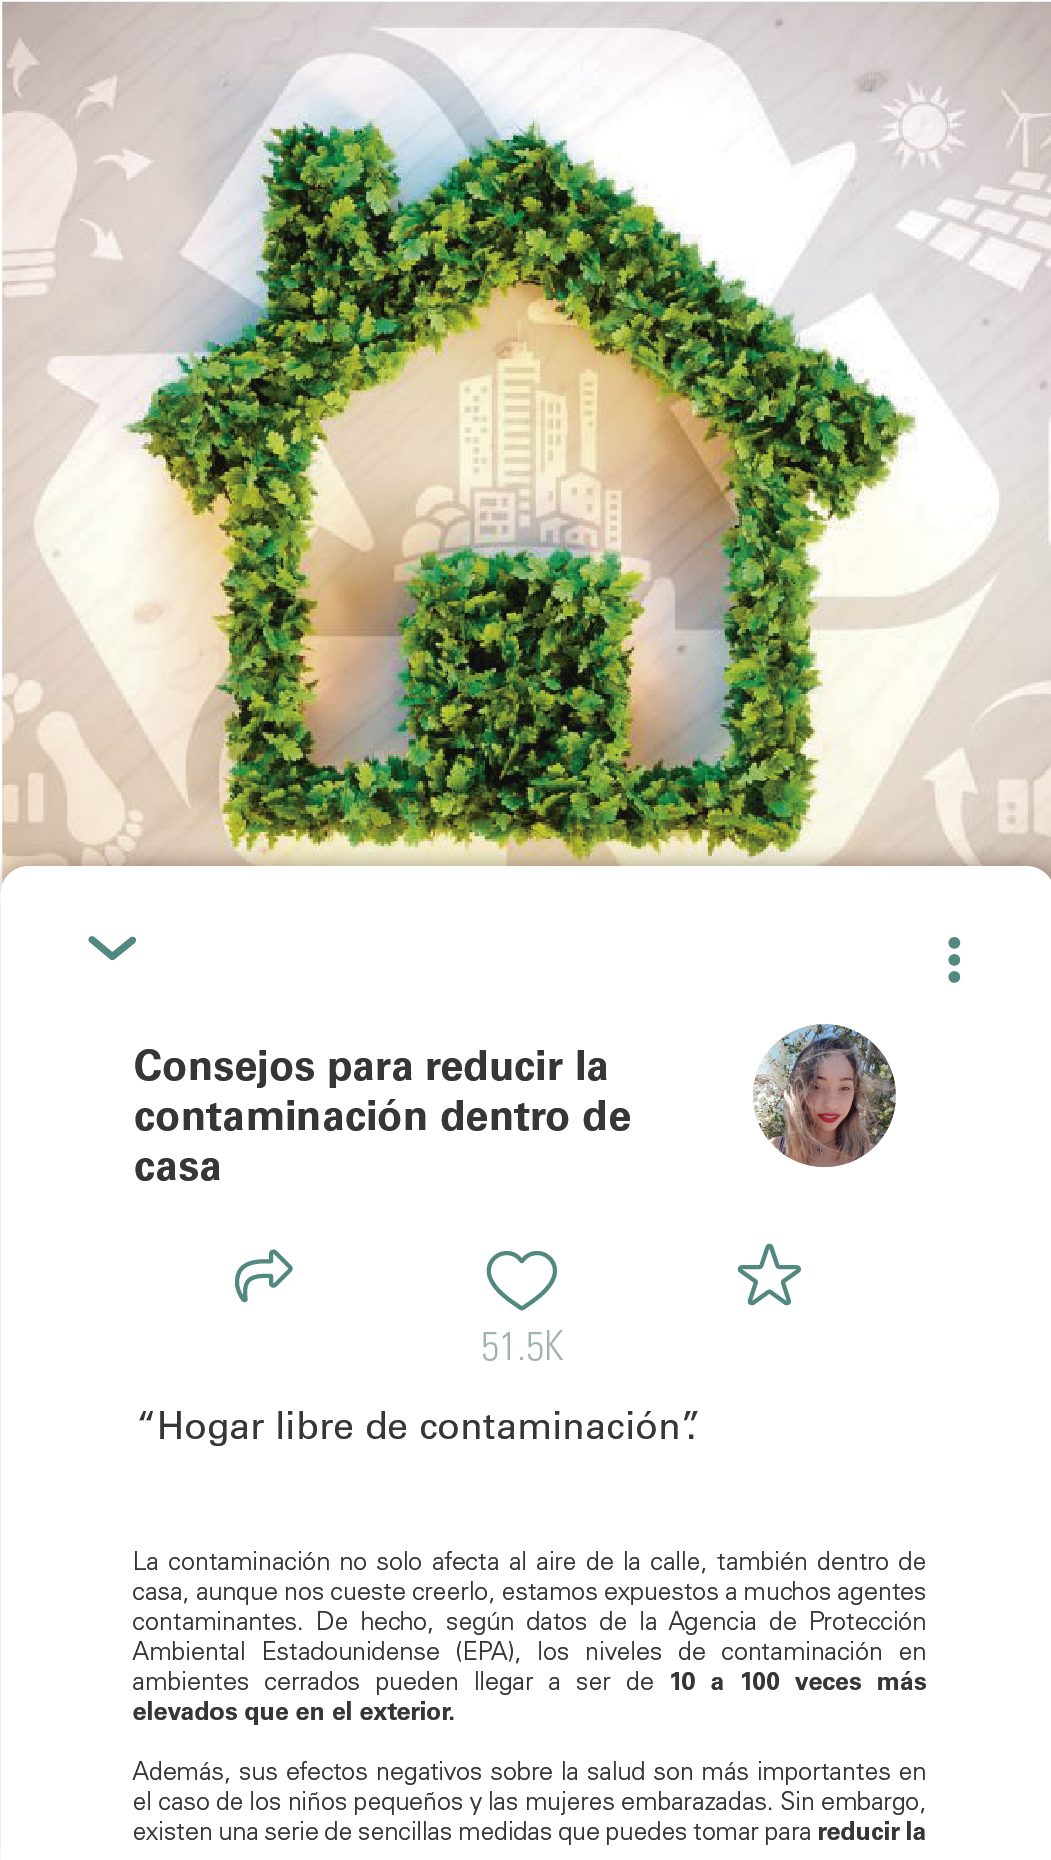 Consejos para reducir la
contaminación dentro de
casa
51.5K
“Hogar libre de contaminación”.
La contaminación no solo afecta al aire de la calle, también dentro de
casa, aunque nos cueste creerlo, estamos expuestos a muchos agentes
contaminantes. De hecho, según datos de la Agencia de Protección
Ambiental Estadounidense (EPA), los niveles de contaminación en
ambientes cerrados pueden llegar a ser de 10 a 100 veces más
elevados que en el exterior.
Además, sus efectos negativos sobre la salud son más importantes en
el caso de los niños pequeños y las mujeres embarazadas. Sin embargo,
existen una serie de sencillas medidas que puedes tomar para reducir la